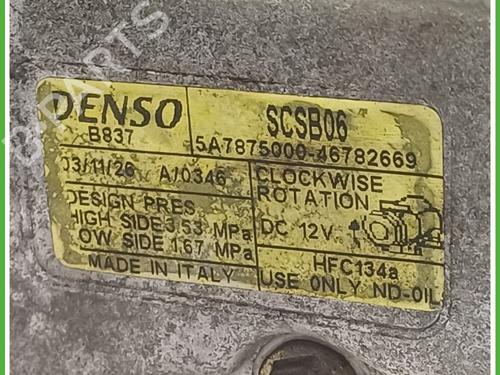 DENSO
SCSB06
B837
5A7875000-46782669
03/11/26 A/0346
CLOCKWISE
ROTATION
DESIGN PRES
HIGH SIDE 3.53 MPa
LOW SIDE 1.67 MPa
DC 12V
HFC134a
MADE IN ITALY
USE ONLY ND-OIL